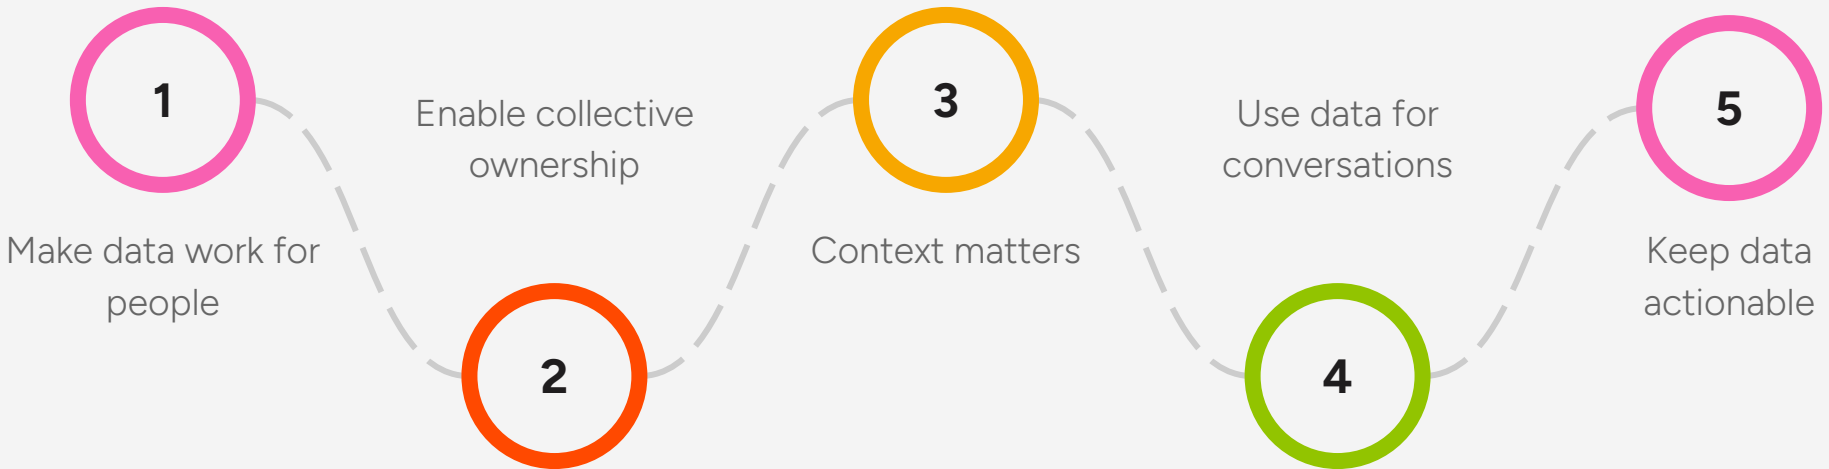 1
Make data work for
people
2
Enable collective
ownership
3
Context matters
4
Use data for
conversations
5
Keep data
actionable